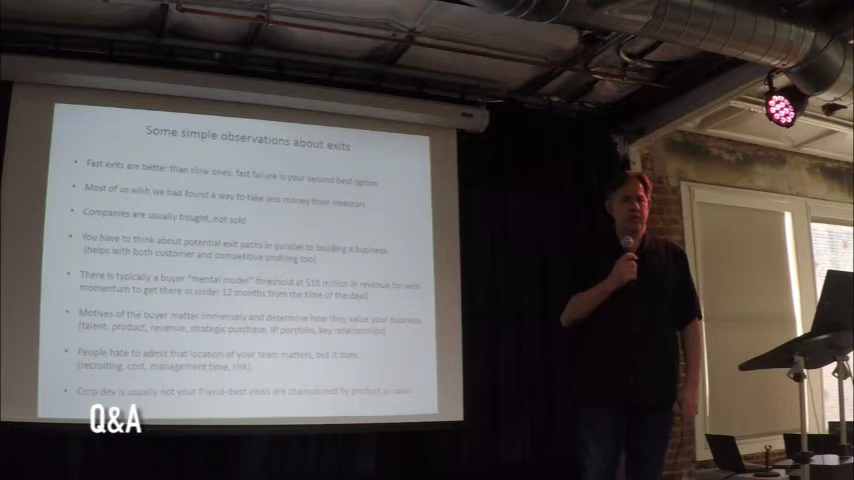 Some simple observations about exits
• Fast exits are better than slow ones: fast failure is your second best option
• Most of us wish we had found a way to take less money from investors
• Companies are usually bought, not sold
• You have to think about potential exit paths in parallel to building a business
(helps with both customer and competitive profiling too)
• There is typically a buyer "mental model" threshold at $10 million in revenue (or with
momentum to get there in under 12 months from the time of the deal)
• Motives of the buyer matter immensely and determine how they value your business
(talent, product, revenue, strategic purchase, IP portfolio, key relationships)
• People hate to admit that location of your team matters, but it does
(recruiting, cost, management time, risk)
• Corp dev is usually not your friend–best deals are championed by product or sales
Q&A